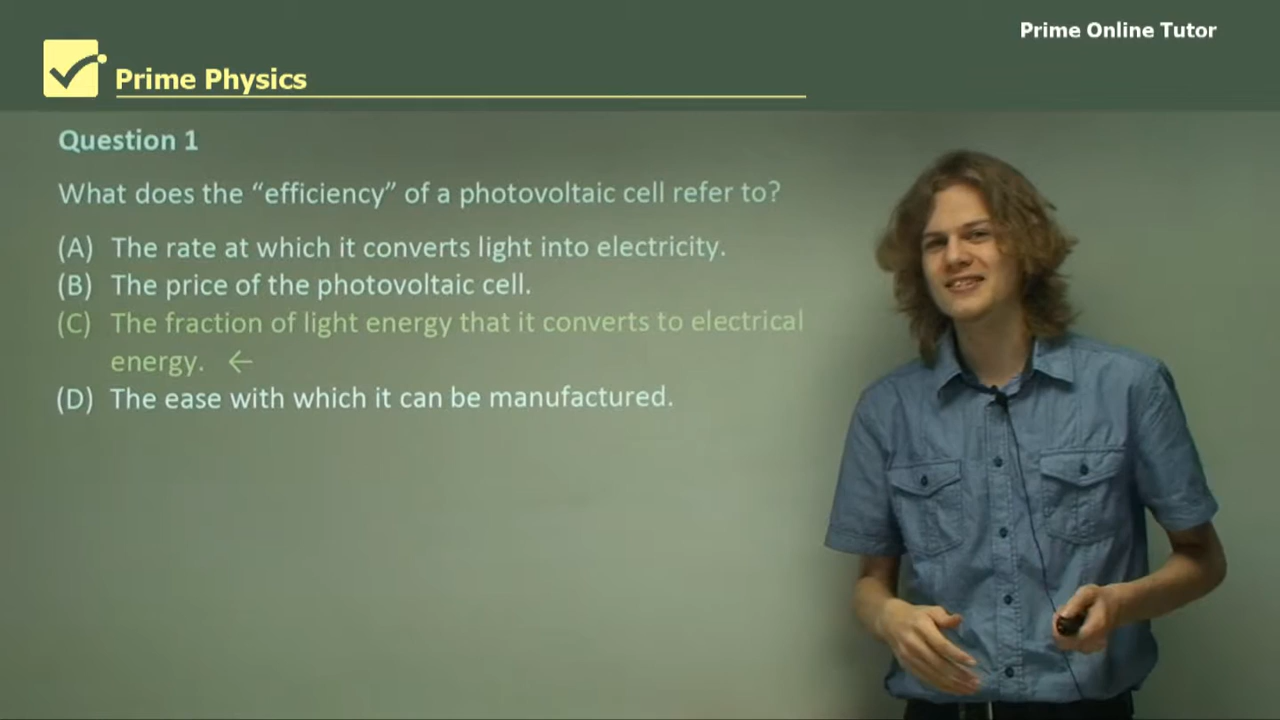 Prime Online Tutor
Prime Physics
Question 1
What does the “efficiency” of a photovoltaic cell refer to?
(A) The rate at which it converts light into electricity.
(B) The price of the photovoltaic cell.
(C) The fraction of light energy that it converts to electrical
energy. ←
(D) The ease with which it can be manufactured.